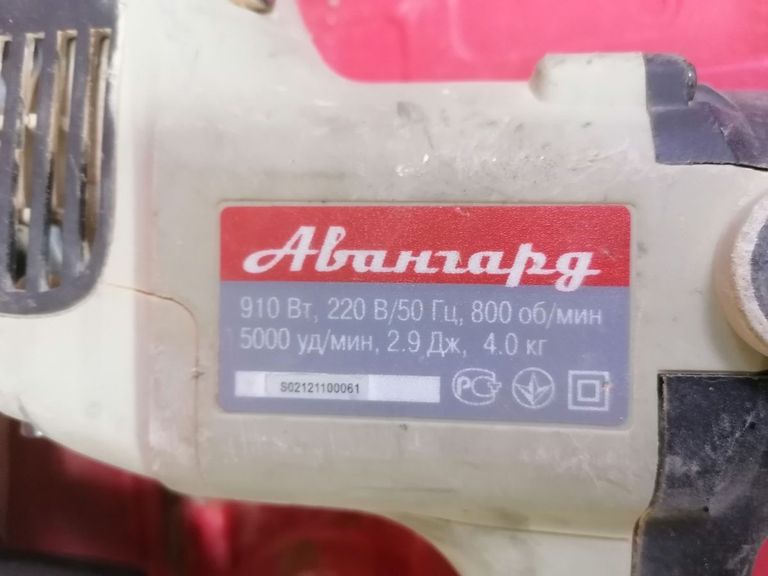 Авангард
910 Вт, 220 В/50 Гц, 800 об/мин
5000 уд/мин, 2.9 Дж, 4.0 кг
S02121100061
РСТ